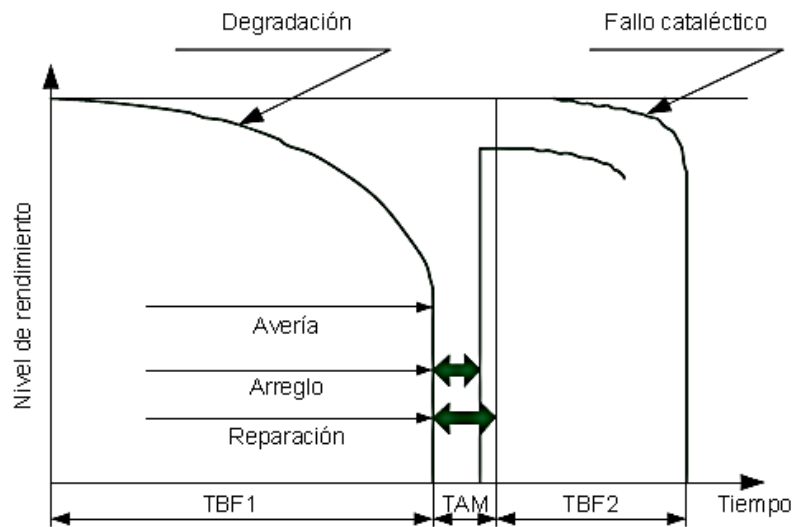 Degradación
Fallo cataléctico
Nivel de rendimiento
Avería
Arreglo
Reparación
TBF1
TAM
TBF2
Tiempo